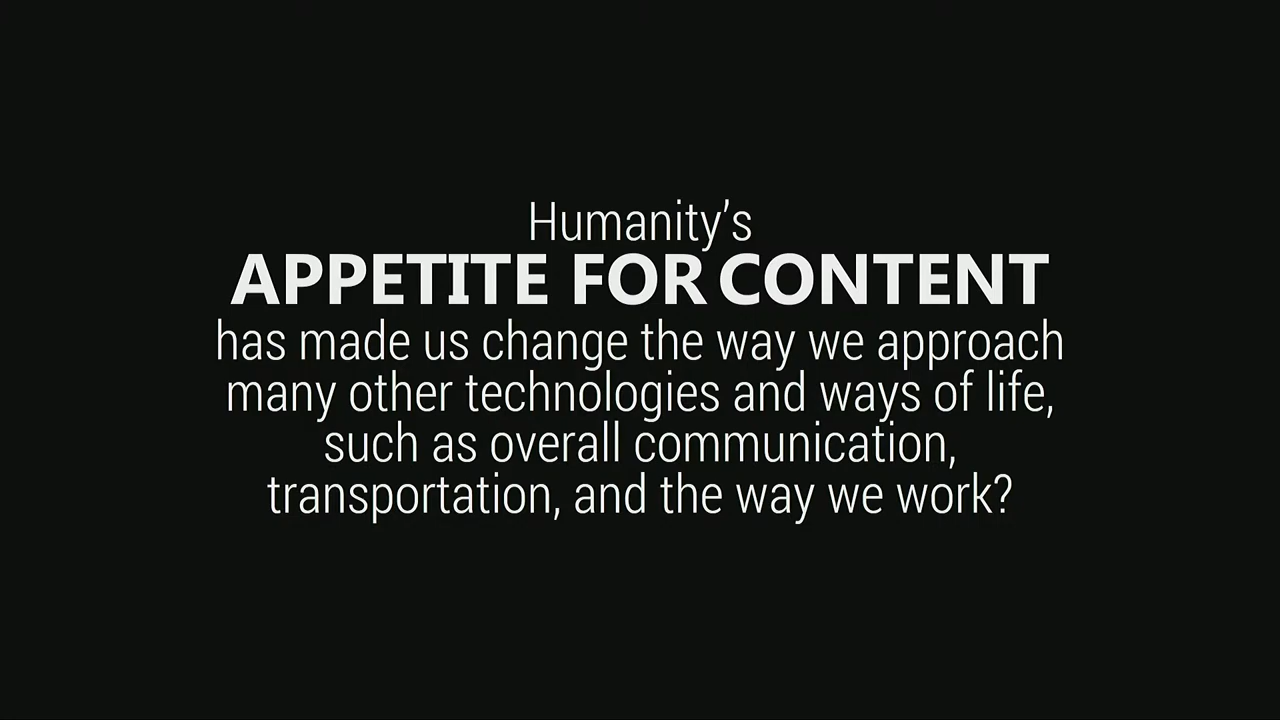 Humanity’s
APPETITE FOR CONTENT
has made us change the way we approach
many other technologies and ways of life,
such as overall communication,
transportation, and the way we work?